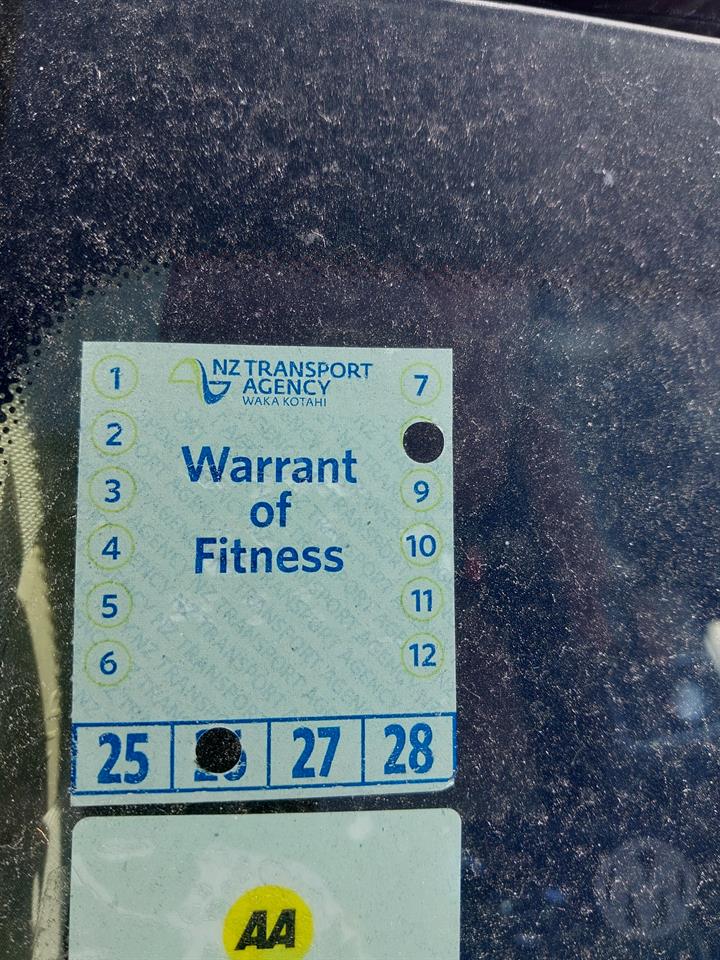 NZ TRANSPORT
AGENCY
WAKA KOTAHI
Warrant
of
Fitness
1
2
3
4
5
6
7
9
10
11
12
25 27 28
AA